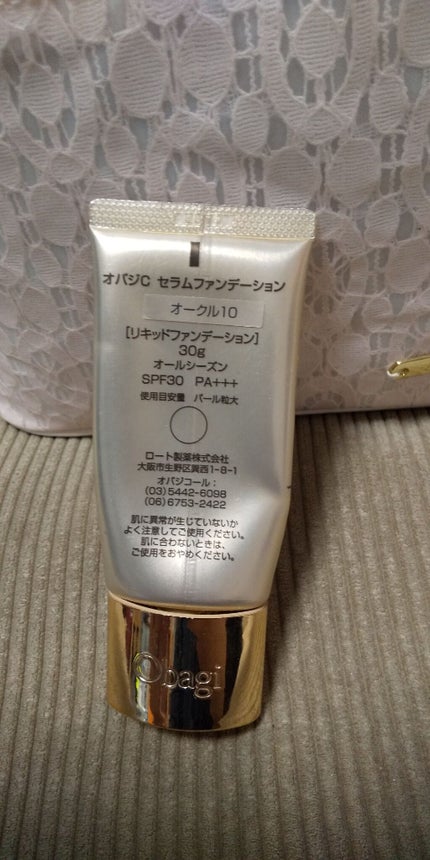 オバジC セラムファンデーション
オークル10
[リキッドファンデーション]
30g
オールシーズン
SPF30 PA+++
使用目安量 パール粒大
ロート製薬株式会社
大阪市生野区巽西1-8-1
オバジコール:
(03)5442-6098
(06)6753-2422
肌に異常が生じていないか
よく注意してご使用ください。
肌に合わないときは、
ご使用をおやめください。
Obagi